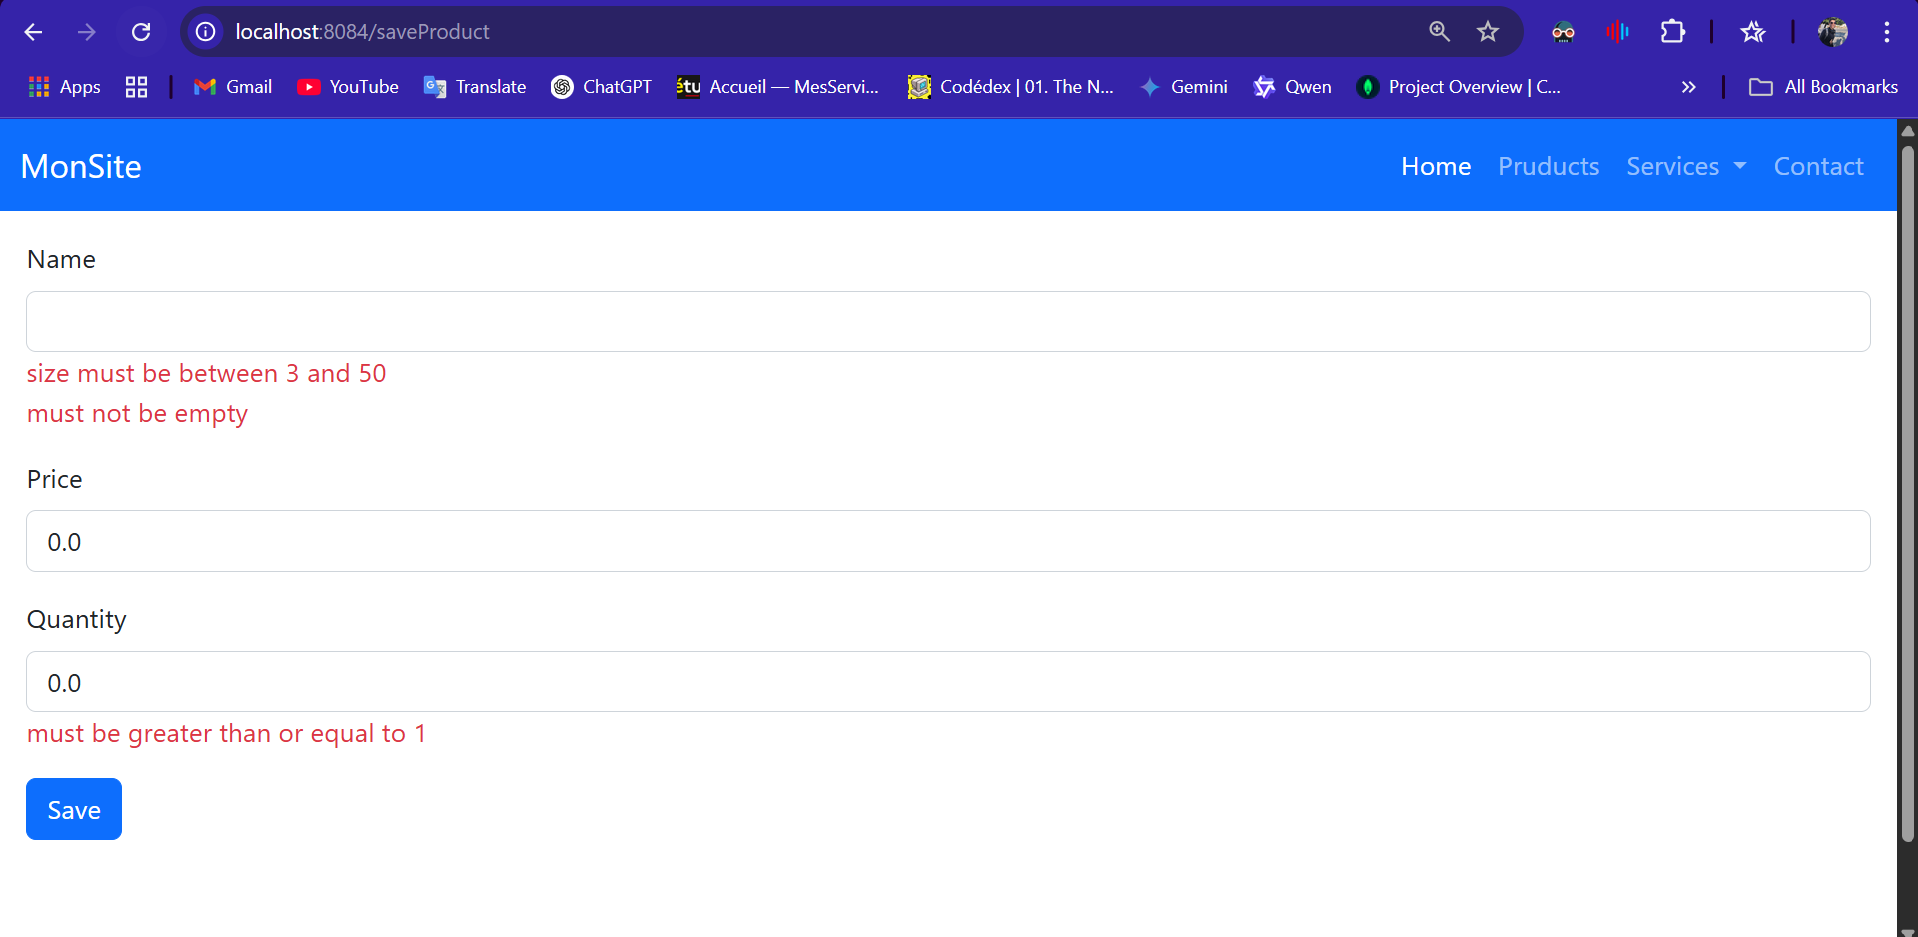 localhost:8084/saveProduct
Apps Gmail YouTube Translate ChatGPT étu Accueil — MesServi... Codédex | 01. The N... Gemini Qwen Project Overview | C... » All Bookmarks
MonSite Home Pruducts Services Contact
Name
size must be between 3 and 50
must not be empty
Price
0.0
Quantity
0.0
must be greater than or equal to 1
Save